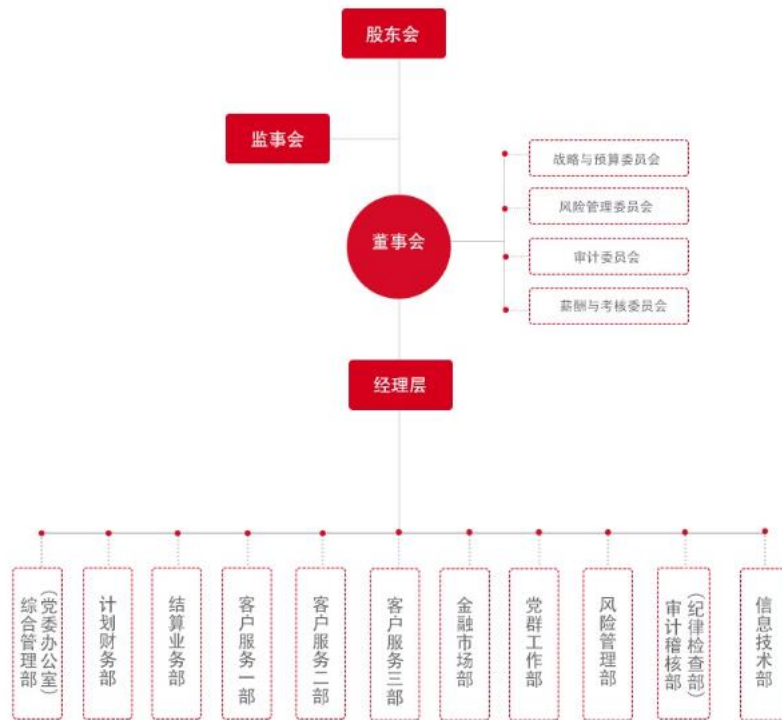 股东会
监事会
战略与预算委员会
风险管理委员会
董事会
审计委员会
薪酬与考核委员会
经理层
综合管理部
（党委办公室）
计划财务部
结算业务部
客户服务一部
客户服务二部
客户服务三部
金融市场部
党群工作部
风险管理部
审计稽核部
（纪律检查部）
信息技术部